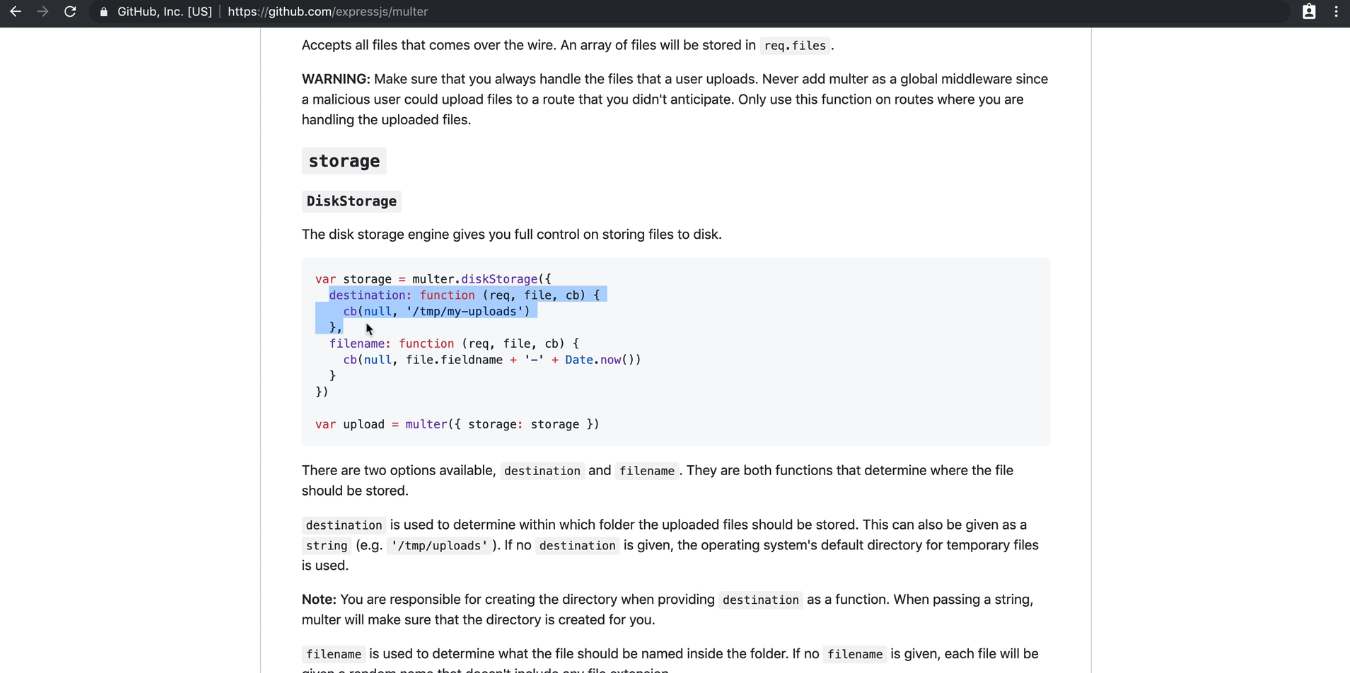 GitHub, Inc. [US] https://github.com/expressjs/multer
Accepts all files that comes over the wire. An array of files will be stored in req.files.
WARNING: Make sure that you always handle the files that a user uploads. Never add multer as a global middleware since
a malicious user could upload files to a route that you didn't anticipate. Only use this function on routes where you are
handling the uploaded files.
storage
DiskStorage
The disk storage engine gives you full control on storing files to disk.
var storage = multer.diskStorage({
  destination: function (req, file, cb) {
    cb(null, '/tmp/my-uploads')
  },
  filename: function (req, file, cb) {
    cb(null, file.fieldname + '-' + Date.now())
  }
})
var upload = multer({ storage: storage })
There are two options available, destination and filename. They are both functions that determine where the file
should be stored.
destination is used to determine within which folder the uploaded files should be stored. This can also be given as a
string (e.g. '/tmp/uploads'). If no destination is given, the operating system's default directory for temporary files
is used.
Note: You are responsible for creating the directory when providing destination as a function. When passing a string,
multer will make sure that the directory is created for you.
filename is used to determine what the file should be named inside the folder. If no filename is given, each file will be
given a random name that doesn't include any file extension.